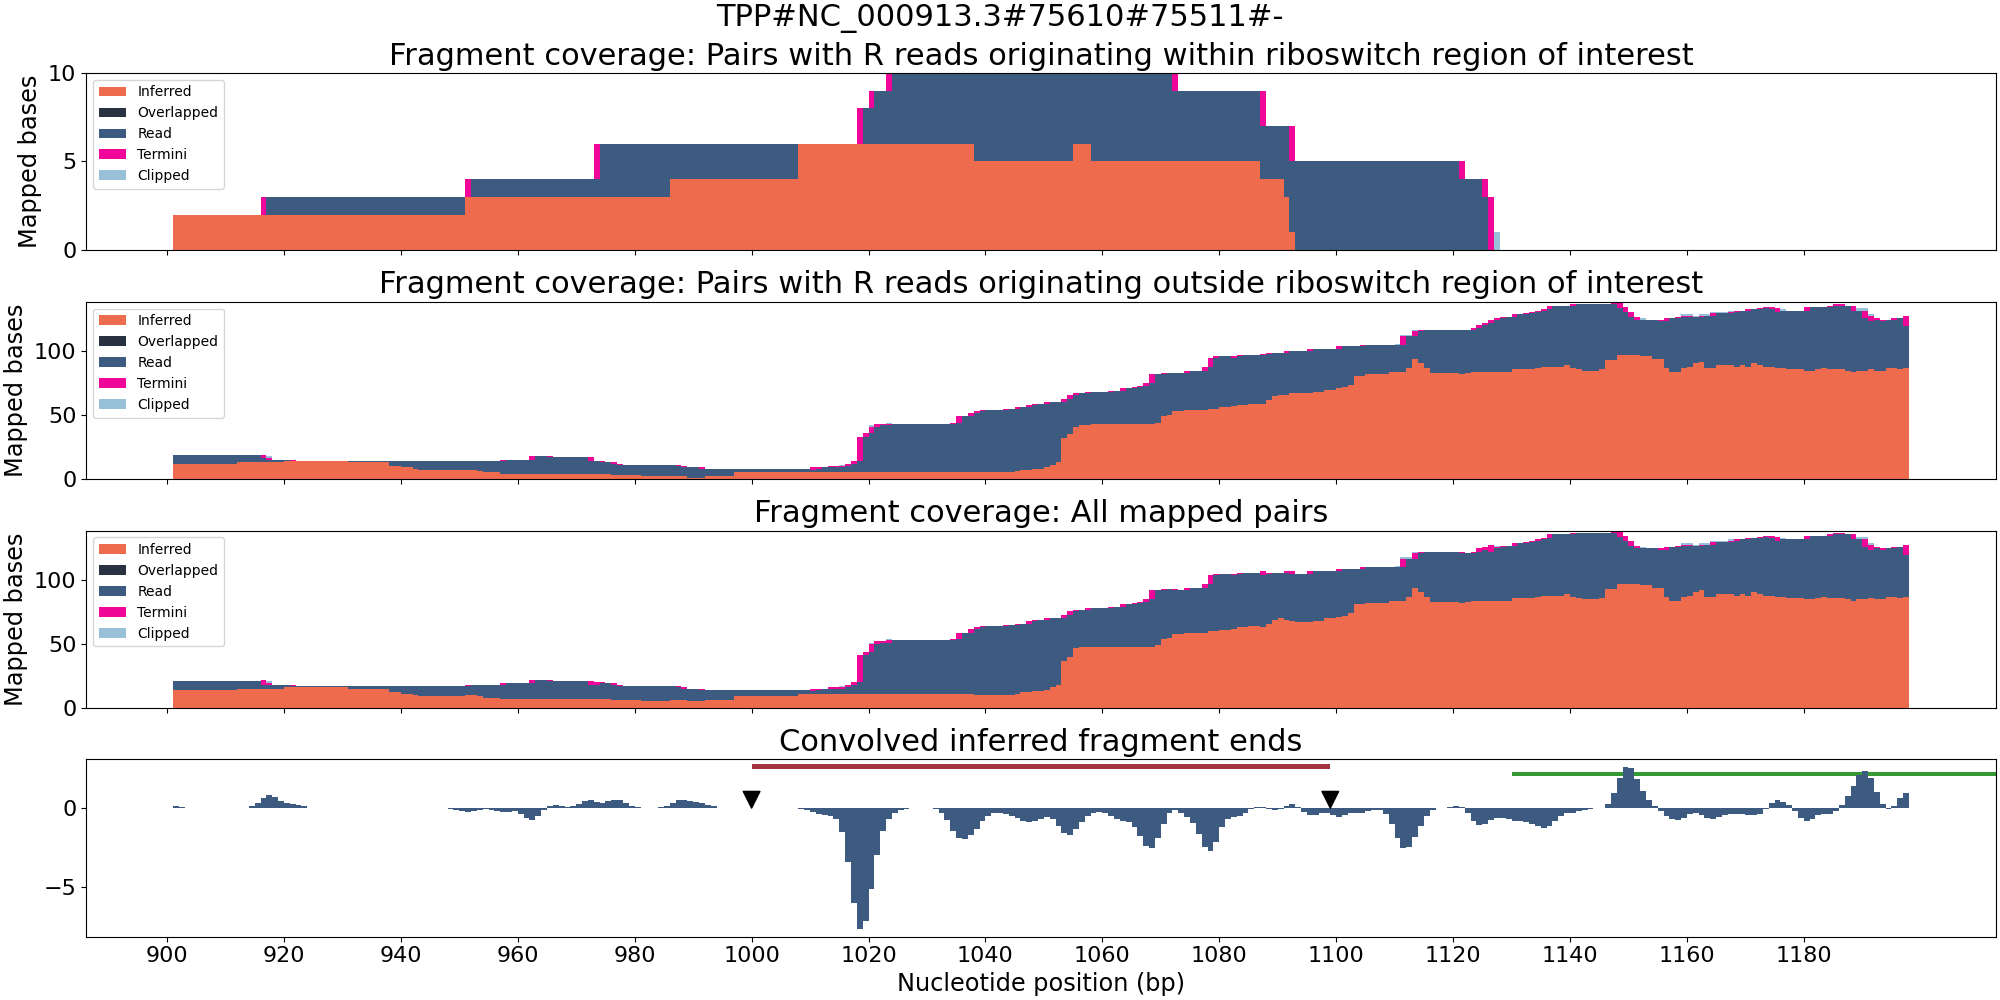 TPP#NC_000913.3#75610#75511#-
Fragment coverage: Pairs with R reads originating within riboswitch region of interest
Mapped bases
10
5
0
Inferred
Overlapped
Read
Termini
Clipped
Fragment coverage: Pairs with R reads originating outside riboswitch region of interest
Mapped bases
100
50
0
Inferred
Overlapped
Read
Termini
Clipped
Fragment coverage: All mapped pairs
Mapped bases
100
50
0
Inferred
Overlapped
Read
Termini
Clipped
Convolved inferred fragment ends
0
−5
900 920 940 960 980 1000 1020 1040 1060 1080 1100 1120 1140 1160 1180
Nucleotide position (bp)